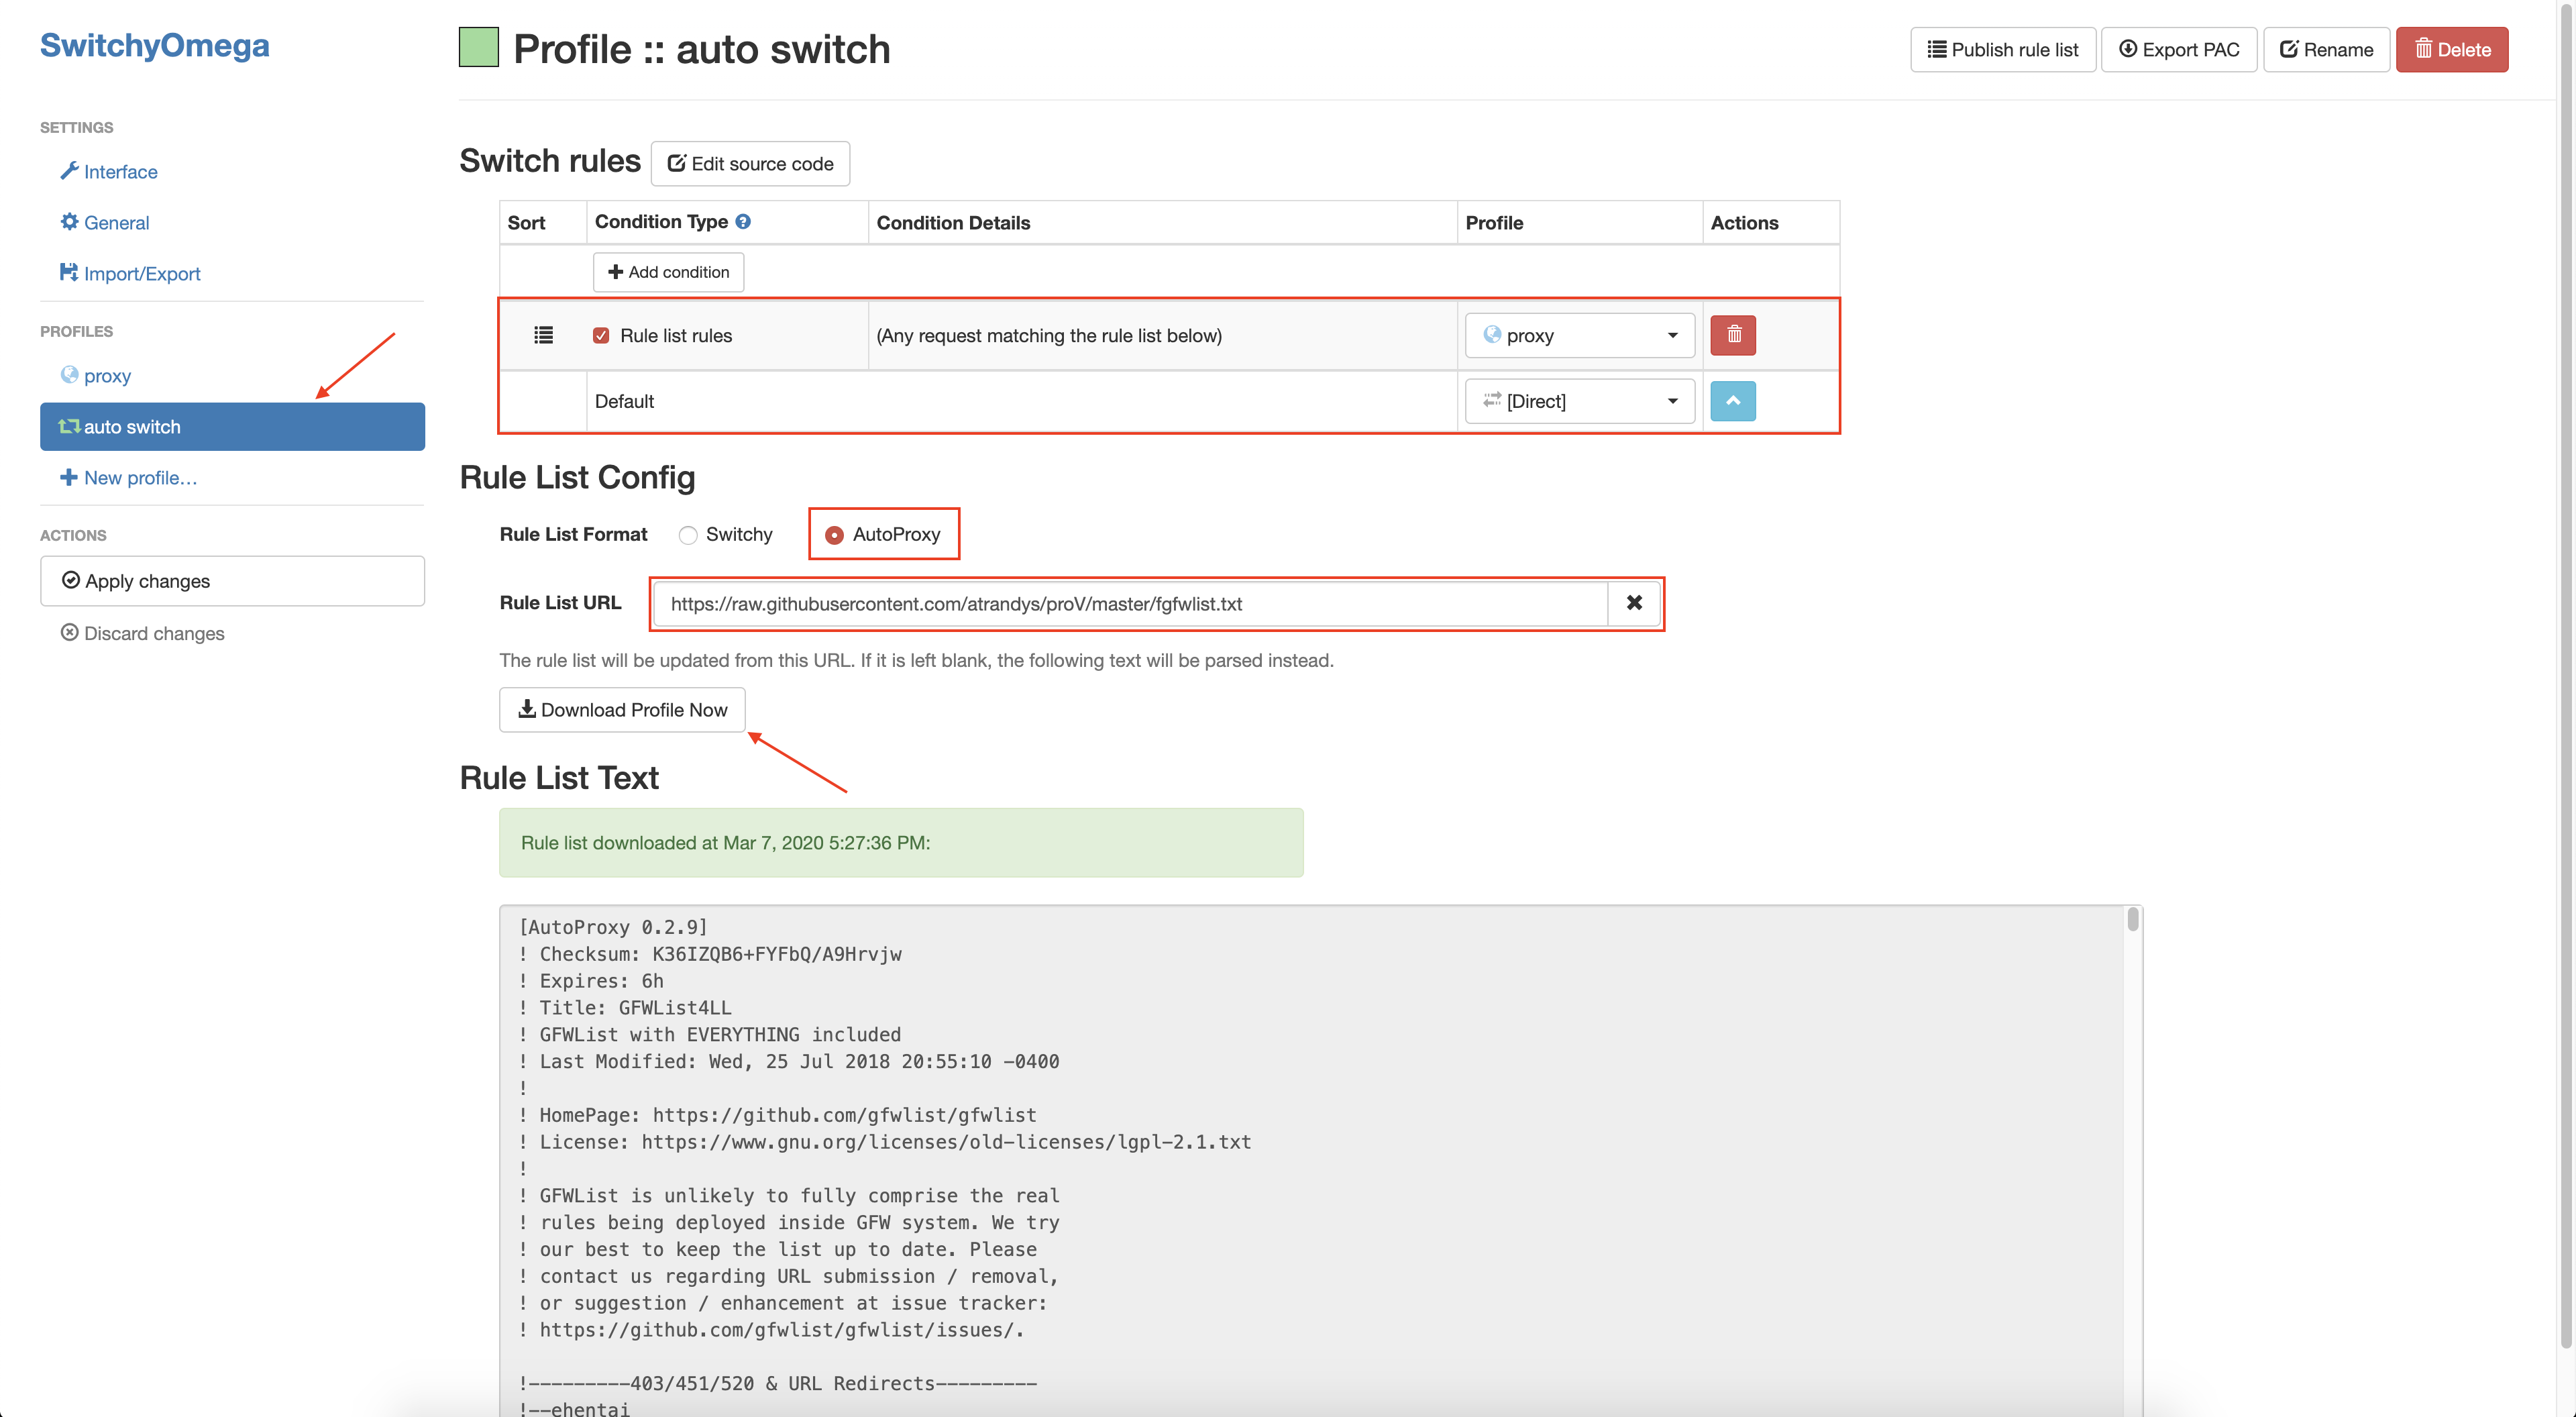 SwitchyOmega
SETTINGS
Interface
General
Import/Export
PROFILES
proxy
auto switch
New profile…
ACTIONS
Apply changes
Discard changes
Profile :: auto switch
Publish rule list
Export PAC
Rename
Delete
Switch rules
Edit source code
Sort Condition Type Condition Details Profile Actions
Add condition
Rule list rules (Any request matching the rule list below) proxy
Default [Direct]
Rule List Config
Rule List Format Switchy AutoProxy
Rule List URL https://raw.githubusercontent.com/atrandys/proV/master/fgfwlist.txt
The rule list will be updated from this URL. If it is left blank, the following text will be parsed instead.
Download Profile Now
Rule List Text
Rule list downloaded at Mar 7, 2020 5:27:36 PM:
[AutoProxy 0.2.9]
! Checksum: K36IZQB6+FYFbQ/A9Hrvjw
! Expires: 6h
! Title: GFWList4LL
! GFWList with EVERYTHING included
! Last Modified: Wed, 25 Jul 2018 20:55:10 -0400
!
! HomePage: https://github.com/gfwlist/gfwlist
! License: https://www.gnu.org/licenses/old-licenses/lgpl-2.1.txt
!
! GFWList is unlikely to fully comprise the real
! rules being deployed inside GFW system. We try
! our best to keep the list up to date. Please
! contact us regarding URL submission / removal,
! or suggestion / enhancement at issue tracker:
! https://github.com/gfwlist/gfwlist/issues/.
!---------403/451/520 & URL Redirects---------
!--ehentai